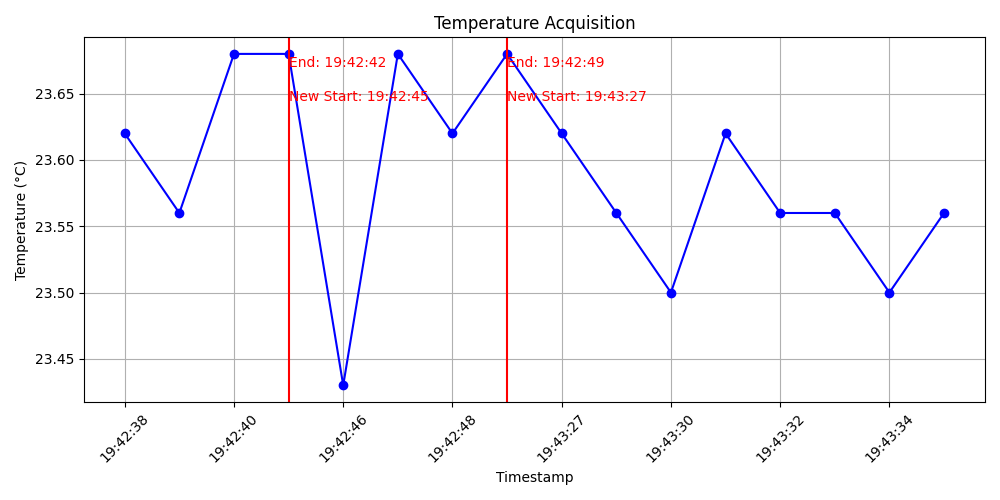 Temperature Acquisition
End: 19:42:42
End: 19:42:49
New Start: 19:42:45
New Start: 19:43:27
23.65
23.60
23.55
23.50
23.45
Temperature (°C)
19:42:38
19:42:40
19:42:46
19:42:48
19:43:27
19:43:30
19:43:32
19:43:34
Timestamp